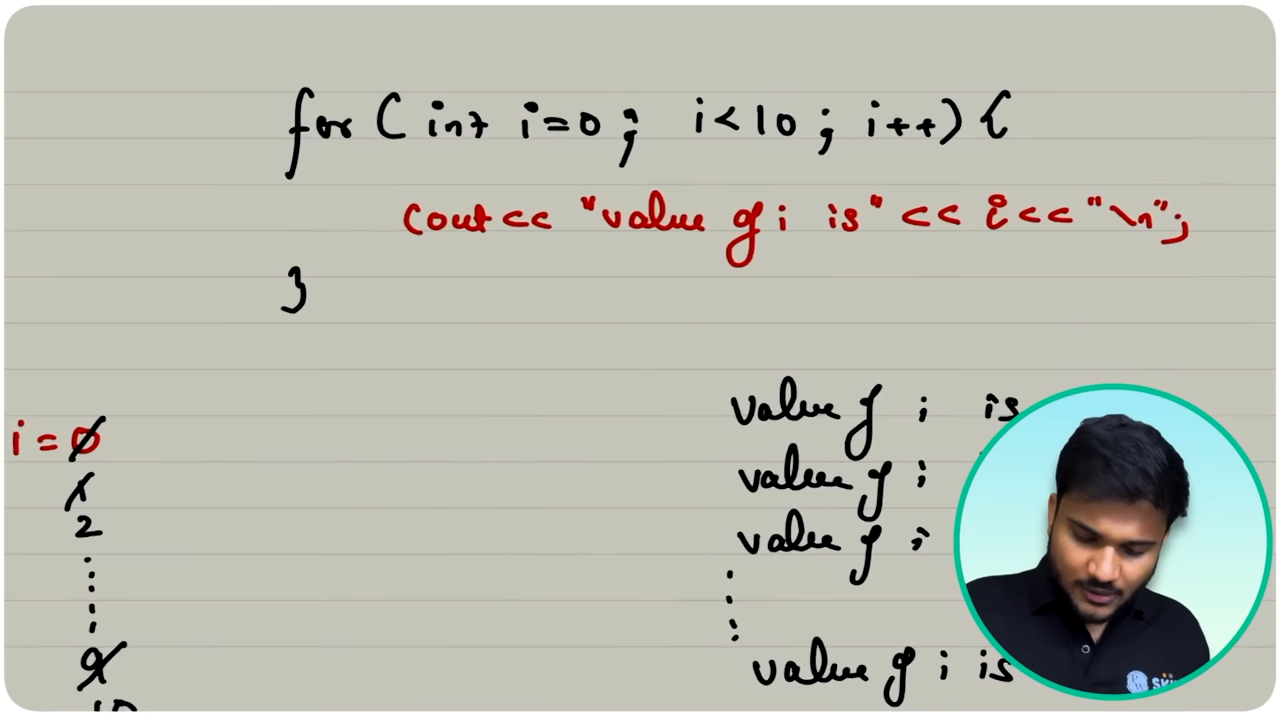 for ( int i=0 ; i<10 ; i++) {
cout<< "value of i is" << i<< "\n";
}
i = 0
1
2
9
10
value of i is
value of i
value of i
value of i is